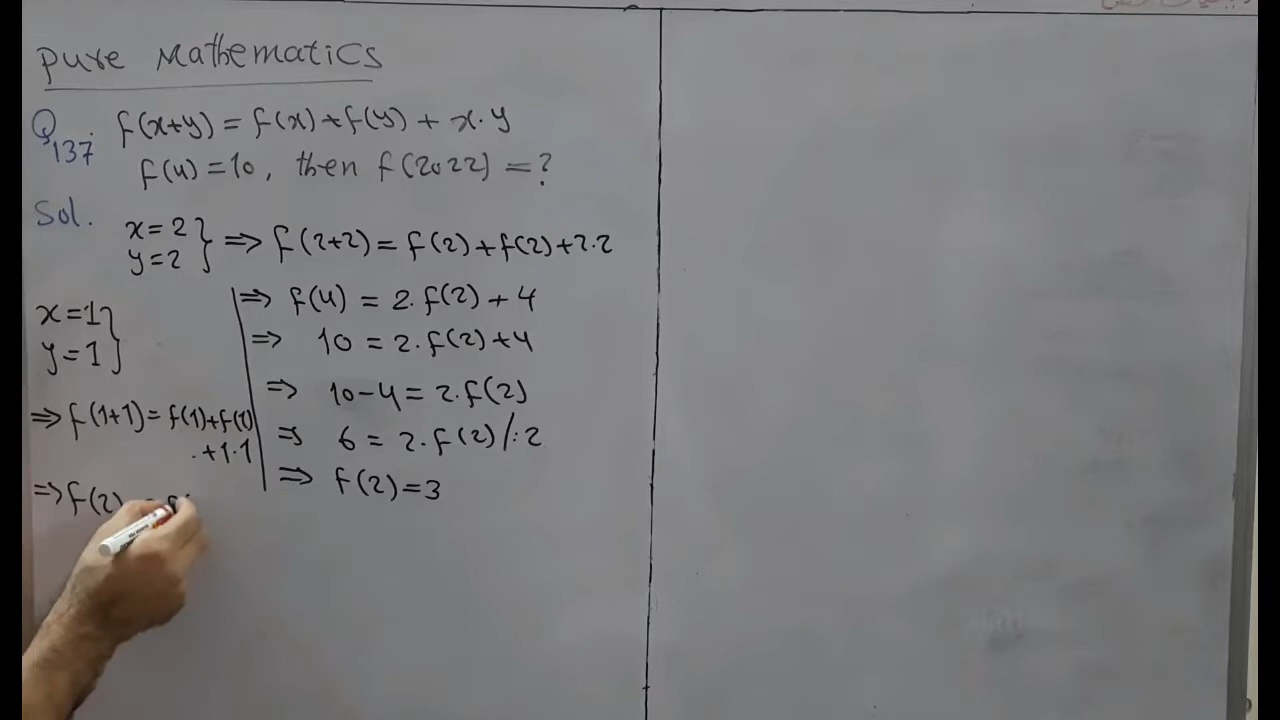 Pure Mathematics
Q137. f(x+y) = f(x)+f(y) + x.y
f(4) = 10, then f(2022) = ?
Sol.
x=2
y=2 } ⇒ f(2+2) = f(2)+f(2)+2.2
⇒ f(4) = 2.f(2) + 4
⇒ 10 = 2.f(2)+4
⇒ 10-4 = 2.f(2)
⇒ 6 = 2.f(2) /:2
⇒ f(2) = 3
x=1
y=1 }
⇒ f(1+1) = f(1)+f(1)
+1.1
⇒ f(2)